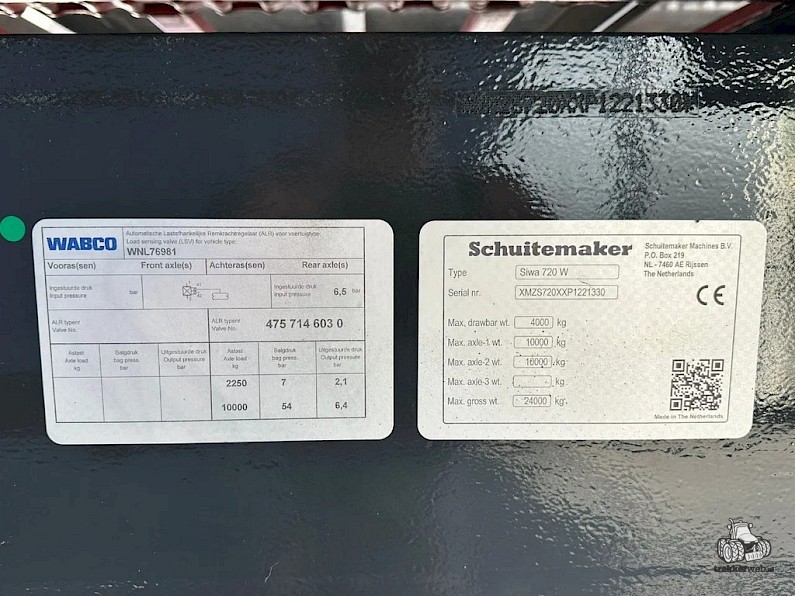 S720XXP1221330
WABCO
Automatische Lastafhankelijke Remkrachtregelaar (ALR) voor voertuigtype:
Load sensing valve (LSV) for vehicle type:
WNL76981
Vooras(sen) Front axle(s) Achteras(sen) Rear axle(s)
Ingestuurde druk
Input pressure bar
Ingestuurde druk
Input pressure 6,5 bar
ALR typenr
Valve No.
ALR typenr
Valve No. 475 714 603 0
Aslast
Axle load
kg
Balgdruk
bag press.
bar
Uitgestuurde druk
Output pressure
bar
Aslast
Axle load
kg
Balgdruk
bag press.
bar
Uitgestuurde druk
Output pressure
bar
2250 7 2,1
10000 54 6,4
Schuitemaker
Schuitemaker Machines B.V.
P.O. Box 219
NL - 7460 AE Rijssen
The Netherlands
Type Siwa 720 W
Serial nr. XMZS720XXP1221330
CE
Max. drawbar wt. 4000 kg
Max. axle-1 wt. 10000 kg
Max. axle-2 wt. 10000 kg
Max. axle-3 wt. kg
Max. gross wt. 24000 kg
Made in The Netherlands